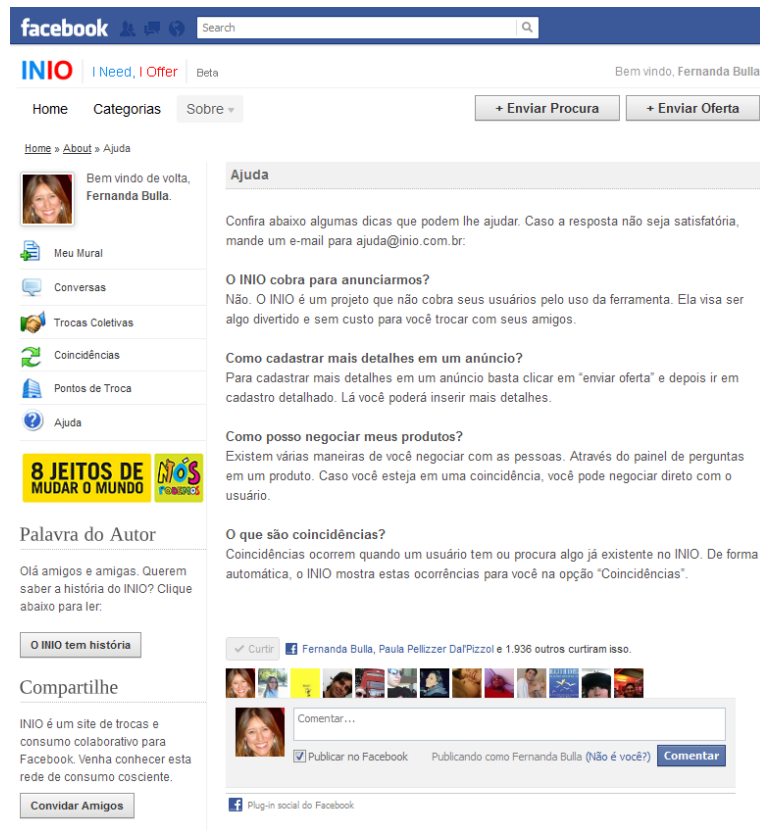 facebook Search
INIO I Need, I Offer Beta Bem vindo, Fernanda Bulla
Home Categorias Sobre + Enviar Procura + Enviar Oferta
Home » About » Ajuda
Bem vindo de volta,
Fernanda Bulla.
Meu Mural
Conversas
Trocas Coletivas
Coincidências
Pontos de Troca
Ajuda
8 JEITOS DE
MUDAR O MUNDO
NÓS
PODEMOS
Palavra do Autor
Olá amigos e amigas. Querem
saber a história do INIO? Clique
abaixo para ler:
O INIO tem história
Compartilhe
INIO é um site de trocas e
consumo colaborativo para
Facebook. Venha conhecer esta
rede de consumo cosciente.
Convidar Amigos
Ajuda
Confira abaixo algumas dicas que podem lhe ajudar. Caso a resposta não seja satisfatória,
mande um e-mail para ajuda@inio.com.br:
O INIO cobra para anunciarmos?
Não. O INIO é um projeto que não cobra seus usuários pelo uso da ferramenta. Ela visa ser
algo divertido e sem custo para você trocar com seus amigos.
Como cadastrar mais detalhes em um anúncio?
Para cadastrar mais detalhes em um anúncio basta clicar em “enviar oferta” e depois ir em
cadastro detalhado. Lá você poderá inserir mais detalhes.
Como posso negociar meus produtos?
Existem várias maneiras de você negociar com as pessoas. Através do painel de perguntas
em um produto. Caso você esteja em uma coincidência, você pode negociar direto com o
usuário.
O que são coincidências?
Coincidências ocorrem quando um usuário tem ou procura algo já existente no INIO. De forma
automática, o INIO mostra estas ocorrências para você na opção “Coincidências”.
Curtir Fernanda Bulla, Paula Pellizzer Dal'Pizzol e 1.936 outros curtiram isso.
Comentar...
Publicar no Facebook Publicando como Fernanda Bulla (Não é você?) Comentar
Plug-in social do Facebook